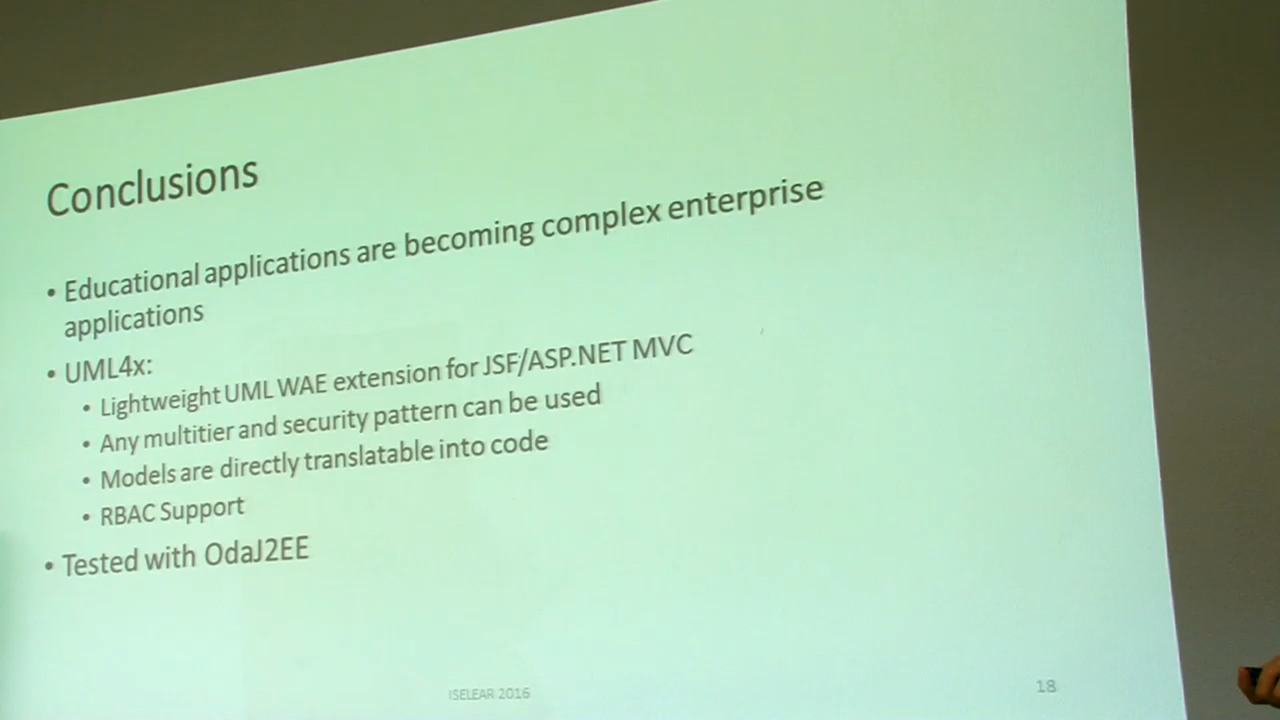 Conclusions
• Educational applications are becoming complex enterprise
applications
• UML4x:
• Lightweight UML WAE extension for JSF/ASP.NET MVC
• Any multitier and security pattern can be used
• Models are directly translatable into code
• RBAC Support
• Tested with OdaJ2EE
ISELEAR 2016
18